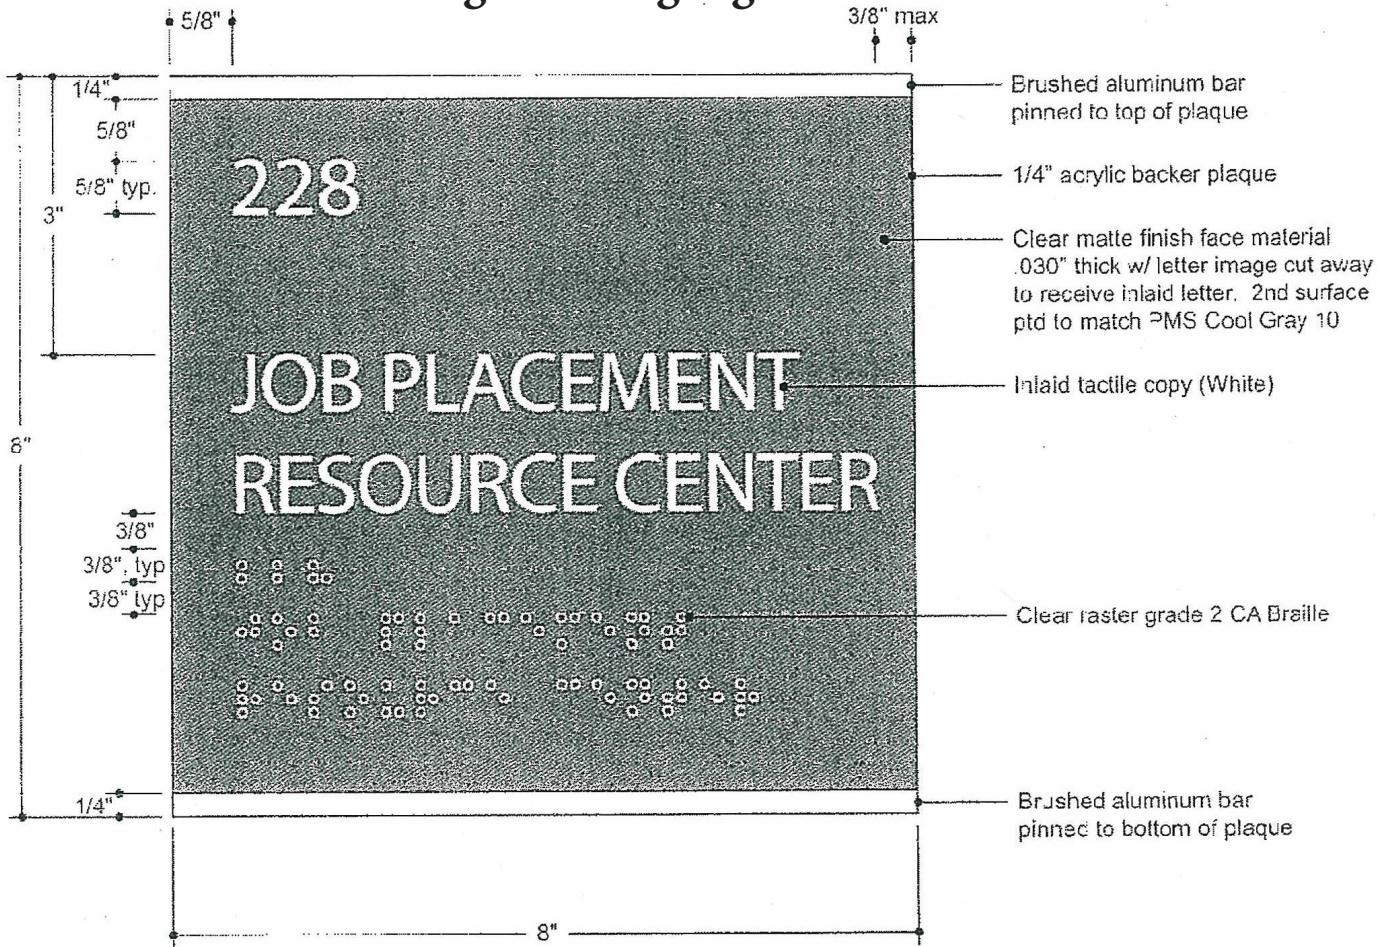 5/8"
3/8" max
1/4"
5/8"
5/8" typ.
3"
8"
228
JOB PLACEMENT
RESOURCE CENTER
3/8"
3/8", typ
3/8" typ
1/4"
8"
Brushed aluminum bar
pinned to top of plaque
1/4" acrylic backer plaque
Clear matte finish face material
.030" thick w/ letter image cut away
to receive inlaid letter. 2nd surface
ptd to match PMS Cool Gray 10
Inlaid tactile copy (White)
Clear raster grade 2 CA Braille
Brushed aluminum bar
pinned to bottom of plaque